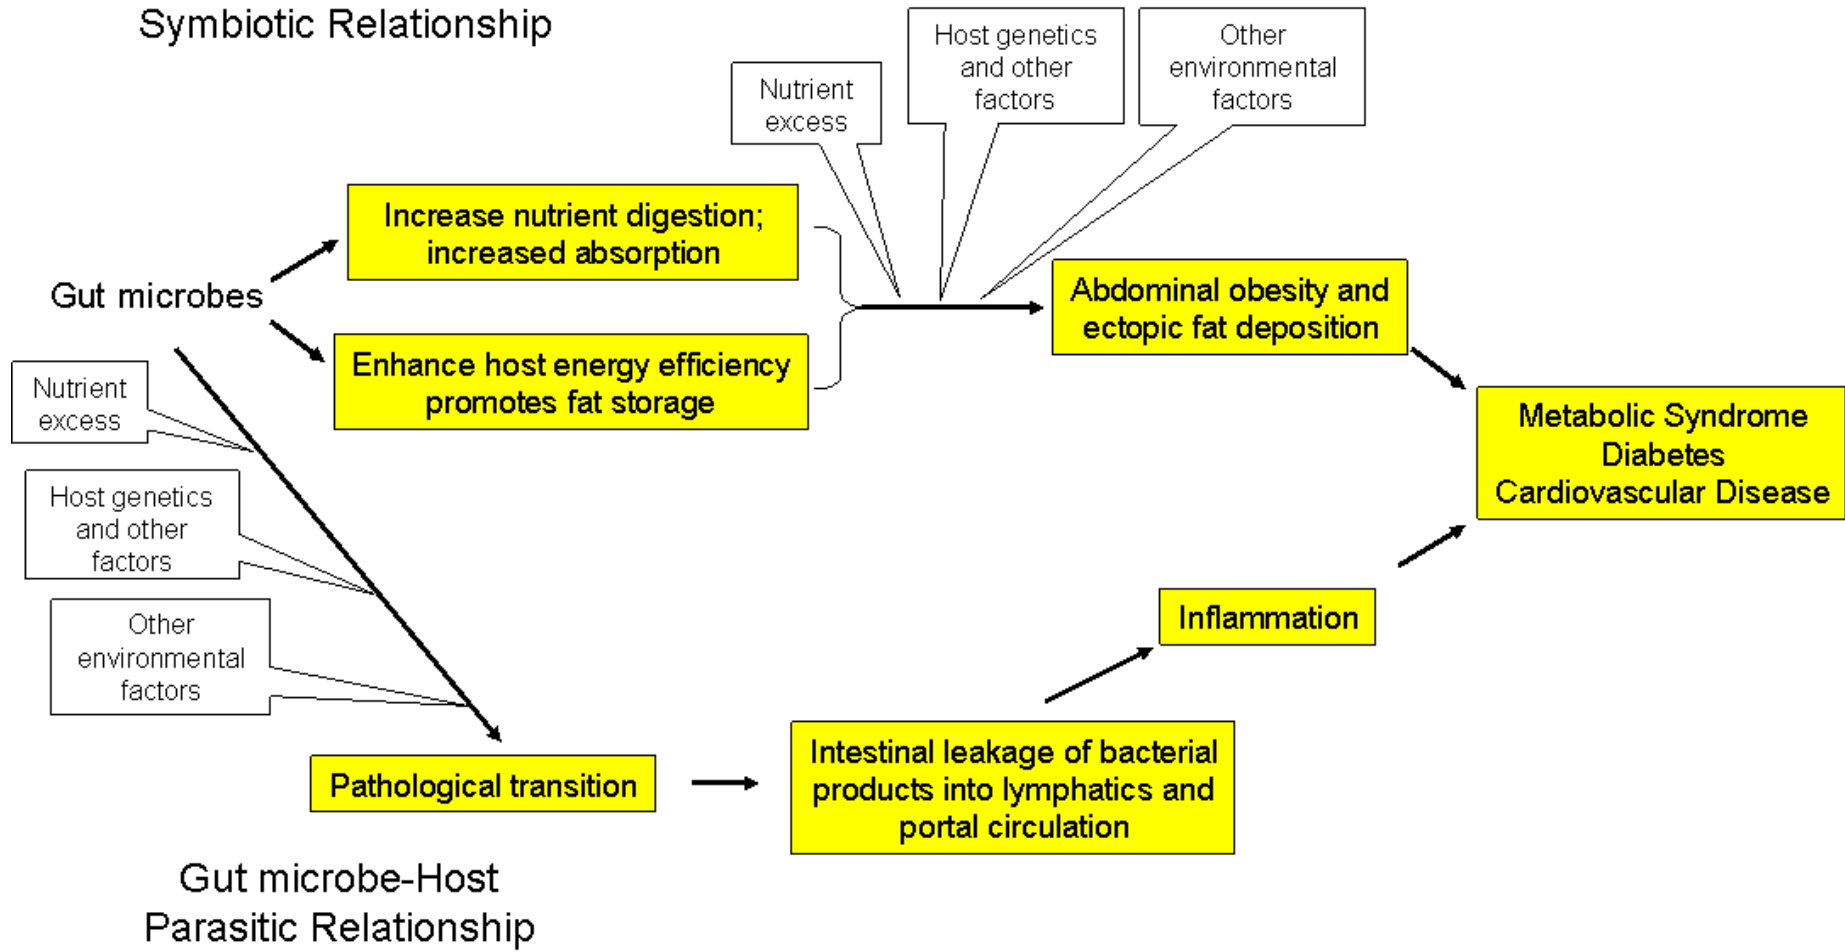 Symbiotic Relationship
Nutrient
excess
Host genetics
and other
factors
Other
environmental
factors
Increase nutrient digestion;
increased absorption
Gut microbes
Enhance host energy efficiency
promotes fat storage
Abdominal obesity and
ectopic fat deposition
Nutrient
excess
Host genetics
and other
factors
Other
environmental
factors
Metabolic Syndrome
Diabetes
Cardiovascular Disease
Inflammation
Pathological transition
Intestinal leakage of bacterial
products into lymphatics and
portal circulation
Gut microbe-Host
Parasitic Relationship